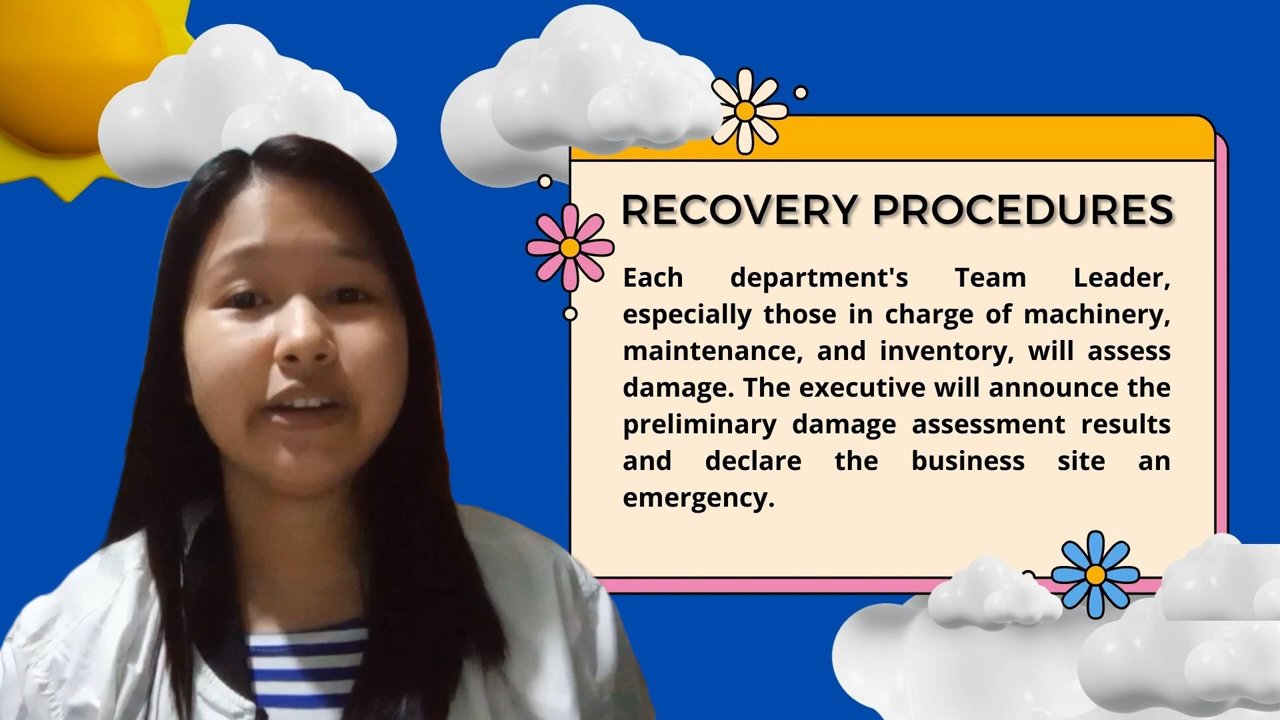 RECOVERY PROCEDURES
Each department's Team Leader,
especially those in charge of machinery,
maintenance, and inventory, will assess
damage. The executive will announce the
preliminary damage assessment results
and declare the business site an
emergency.